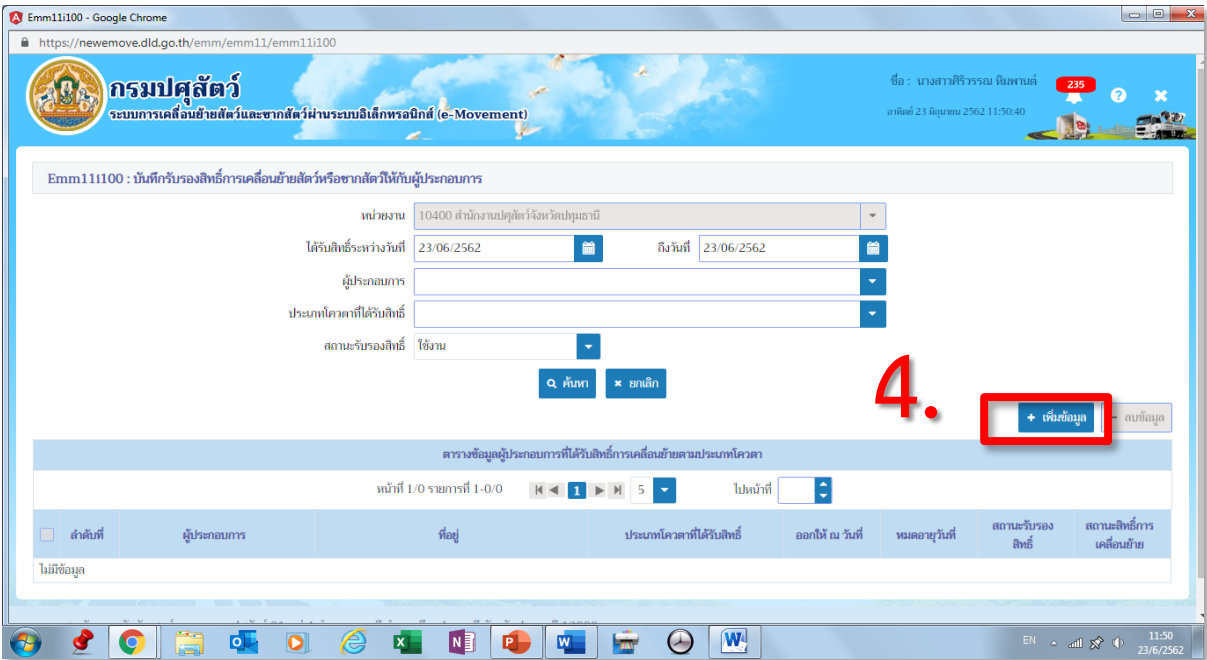 Emm11i100 - Google Chrome
https://newemove.dld.go.th/emm/emm11/emm11i100
กรมปศุสัตว์
ระบบการเคลื่อนย้ายสัตว์และซากสัตว์ผ่านระบบอิเล็กทรอนิกส์ (e-Movement)
ชื่อ : นางสาวศิริวรรณ หิมพานต์
235
อาทิตย์ 23 มิถุนายน 2562 11:50:40
Emm11i100 : บันทึกรับรองสิทธิ์การเคลื่อนย้ายสัตว์หรือซากสัตว์ให้กับผู้ประกอบการ
หน่วยงาน 10400 สำนักงานปศุสัตว์จังหวัดปทุมธานี
ได้รับสิทธิ์ระหว่างวันที่ 23/06/2562 ถึงวันที่ 23/06/2562
ผู้ประกอบการ
ประเภทโควตาที่ได้รับสิทธิ์
สถานะรับรองสิทธิ์ ใช้งาน
ค้นหา ยกเลิก
4.
+ เพิ่มข้อมูล - ลบข้อมูล
ตารางข้อมูลผู้ประกอบการที่ได้รับสิทธิ์การเคลื่อนย้ายตามประเภทโควตา
หน้าที่ 1/0 รายการที่ 1-0/0 1 5 ไปหน้าที่
ลำดับที่ ผู้ประกอบการ ที่อยู่ ประเภทโควตาที่ได้รับสิทธิ์ ออกให้ ณ วันที่ หมดอายุวันที่ สถานะรับรองสิทธิ์ สถานะสิทธิ์การเคลื่อนย้าย
ไม่มีข้อมูล
EN
11:50
23/6/2562